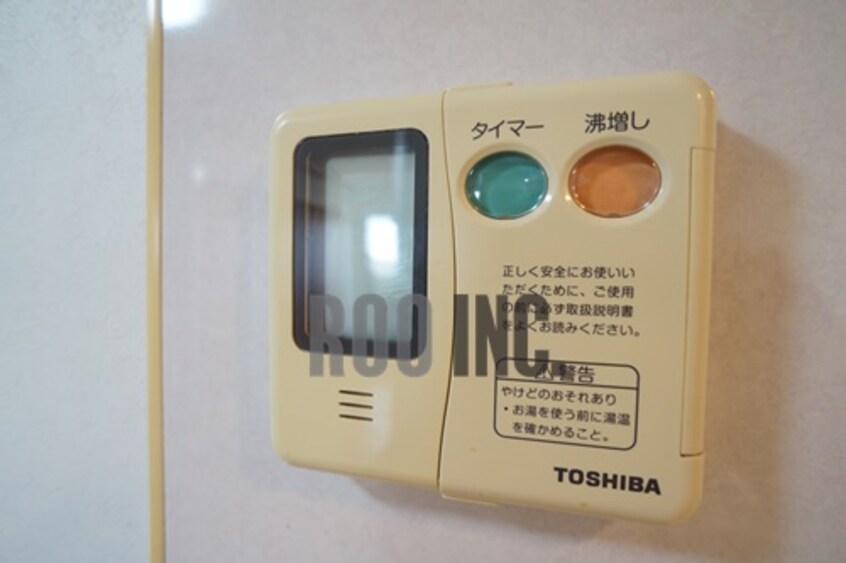 タイマー 沸増し
正しく安全にお使いい
ただくために、ご使用
の前に必ず取扱説明書
をよくお読みください。
ROO INC.
⚠警告
やけどのおそれあり
・お湯を使う前に湯温
を確かめること。
TOSHIBA